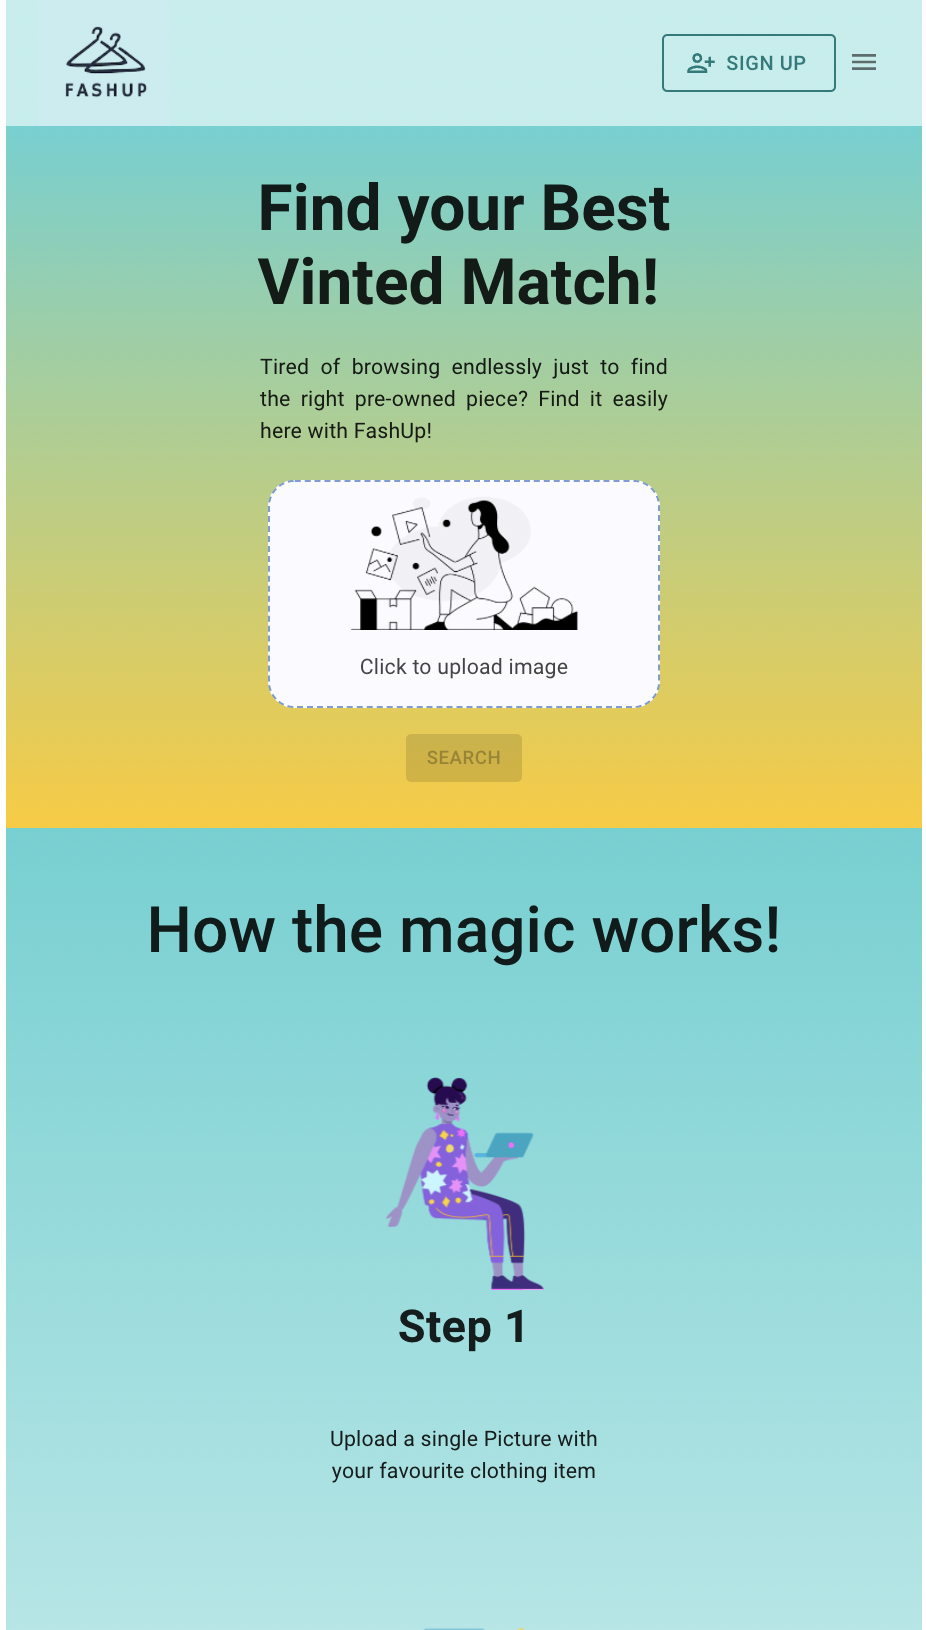 FASHUP
SIGN UP
Find your Best
Vinted Match!
Tired of browsing endlessly just to find
the right pre-owned piece? Find it easily
here with FashUp!
Click to upload image
SEARCH
How the magic works!
Step 1
Upload a single Picture with
your favourite clothing item